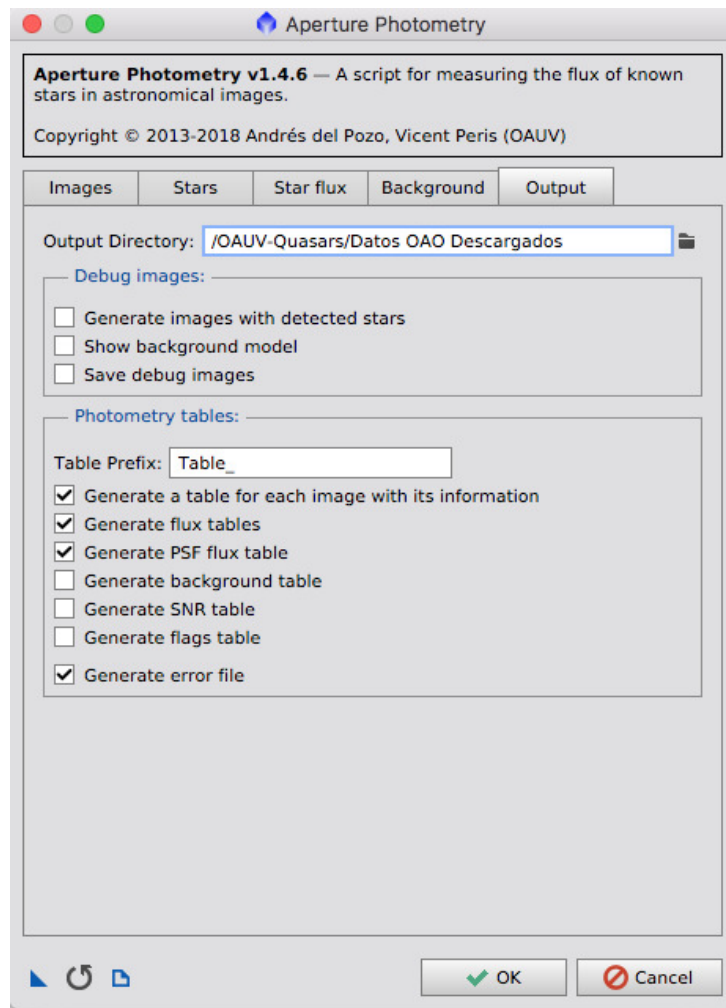 Aperture Photometry
Aperture Photometry v1.4.6 — A script for measuring the flux of known
stars in astronomical images.
Copyright © 2013-2018 Andrés del Pozo, Vicent Peris (OAUV)
Images Stars Star flux Background Output
Output Directory: /OAUV-Quasars/Datos OAO Descargados
Debug images:
Generate images with detected stars
Show background model
Save debug images
Photometry tables:
Table Prefix: Table_
Generate a table for each image with its information
Generate flux tables
Generate PSF flux table
Generate background table
Generate SNR table
Generate flags table
Generate error file
OK Cancel